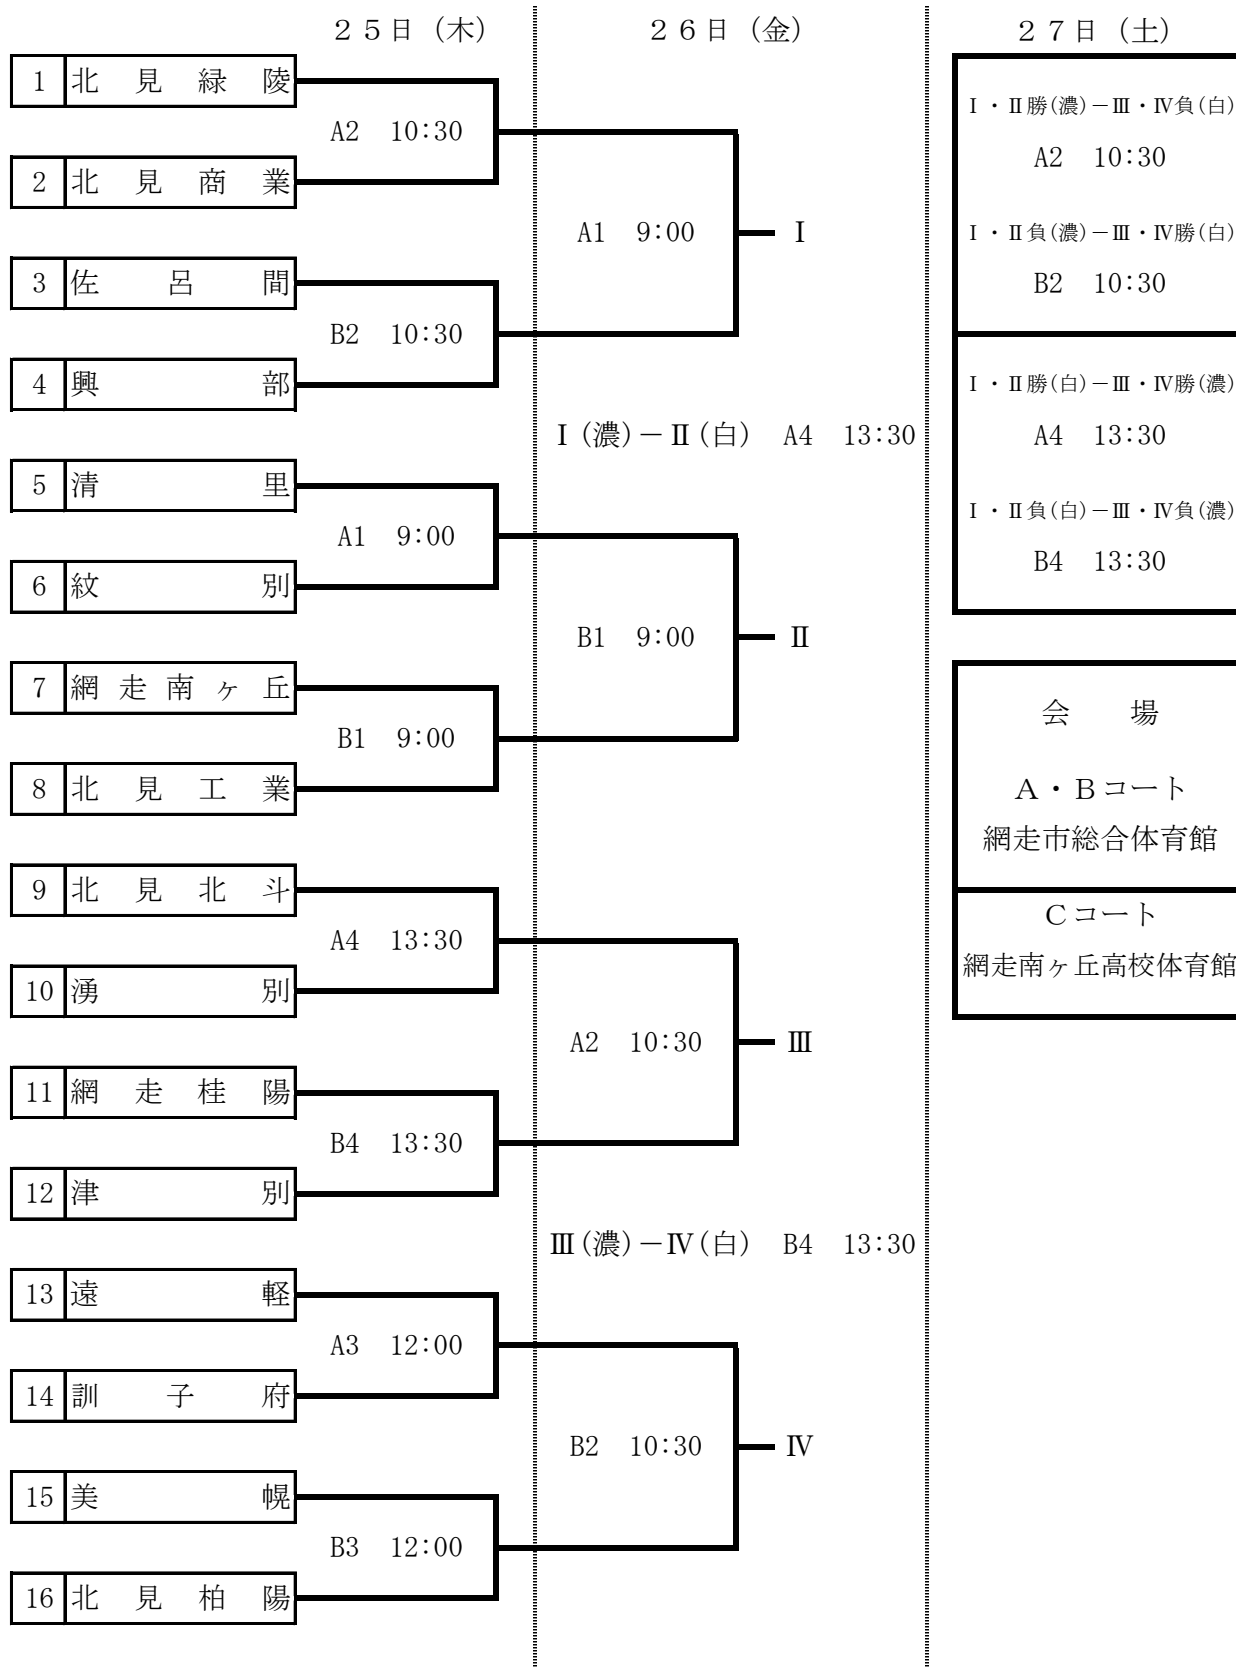 ２５日（木）
２６日（金）
２７日（土）
1 北見緑陵
A2 10:30
2 北見商業
A1 9:00 Ⅰ
3 佐呂間
B2 10:30
4 興部
Ⅰ(濃)－Ⅱ(白) A4 13:30
5 清里
A1 9:00
6 紋別
B1 9:00 Ⅱ
7 網走南ヶ丘
B1 9:00
8 北見工業
9 北見北斗
A4 13:30
10 湧別
A2 10:30 Ⅲ
11 網走桂陽
B4 13:30
12 津別
Ⅲ(濃)－Ⅳ(白) B4 13:30
13 遠軽
A3 12:00
14 訓子府
B2 10:30 Ⅳ
15 美幌
B3 12:00
16 北見柏陽
Ⅰ・Ⅱ勝(濃)－Ⅲ・Ⅳ負(白)
A2 10:30
Ⅰ・Ⅱ負(濃)－Ⅲ・Ⅳ勝(白)
B2 10:30
Ⅰ・Ⅱ勝(白)－Ⅲ・Ⅳ勝(濃)
A4 13:30
Ⅰ・Ⅱ負(白)－Ⅲ・Ⅳ負(濃)
B4 13:30
会　場
Ａ・Ｂコート
網走市総合体育館
Ｃコート
網走南ヶ丘高校体育館